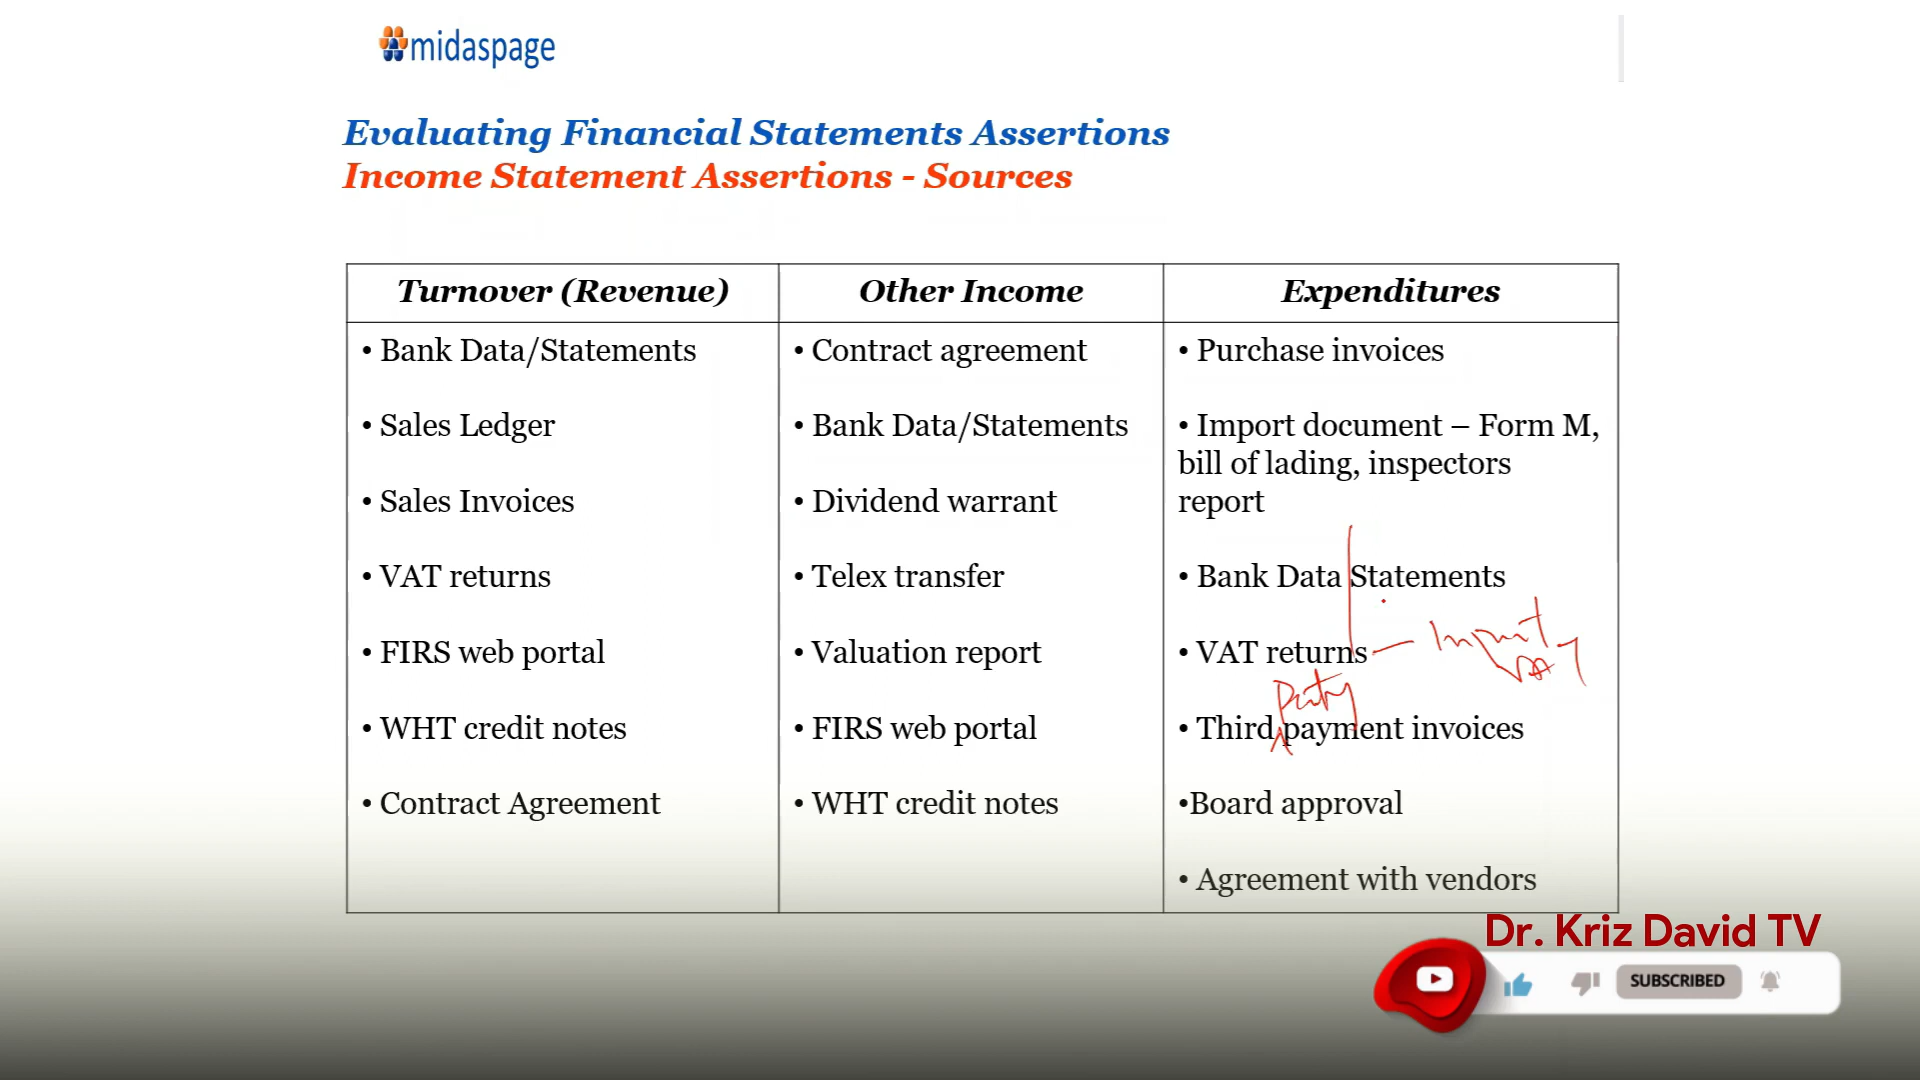 midaspage
Evaluating Financial Statements Assertions
Income Statement Assertions - Sources
Turnover (Revenue)
• Bank Data/Statements
• Sales Ledger
• Sales Invoices
• VAT returns
• FIRS web portal
• WHT credit notes
• Contract Agreement
Other Income
• Contract agreement
• Bank Data/Statements
• Dividend warrant
• Telex transfer
• Valuation report
• FIRS web portal
• WHT credit notes
Expenditures
• Purchase invoices
• Import document – Form M,
bill of lading, inspectors
report
• Bank Data Statements
• VAT returns
Input
VAT
Party
• Third payment invoices
•Board approval
• Agreement with vendors
Dr. Kriz David TV
SUBSCRIBED